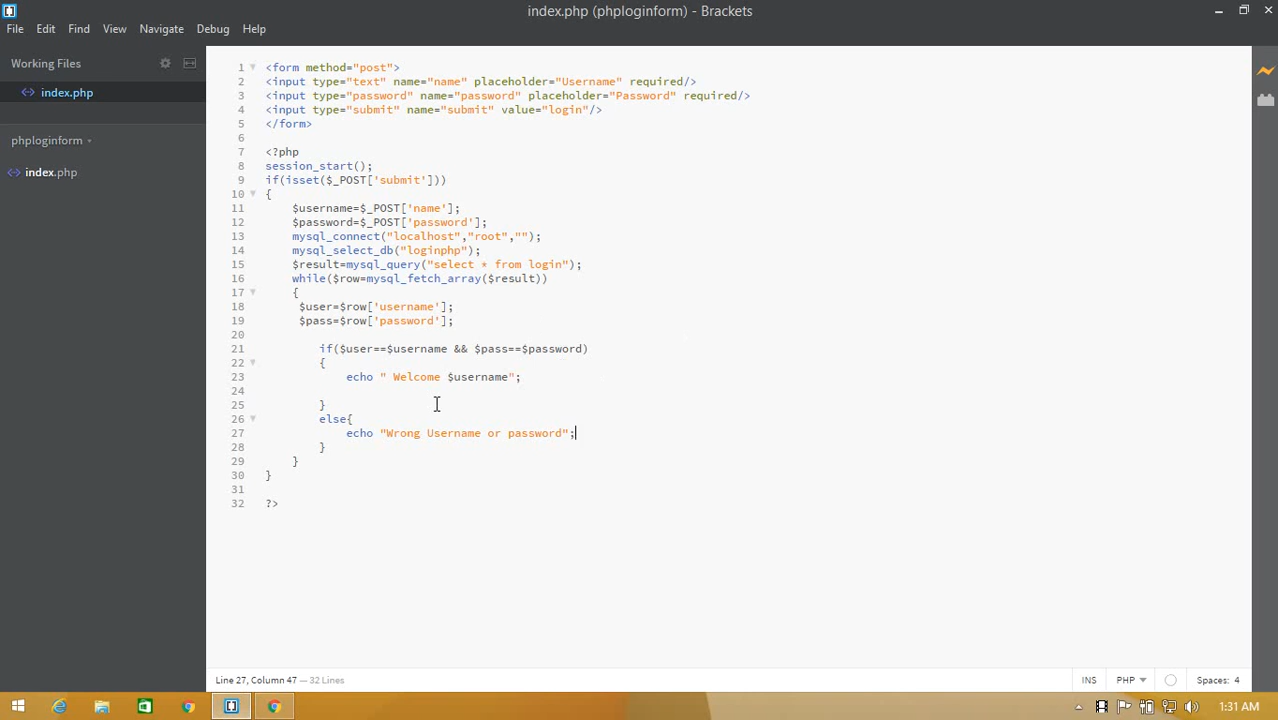 index.php (phploginform) - Brackets
File Edit Find View Navigate Debug Help
Working Files
index.php
phploginform
index.php
1 <form method="post">
2 <input type="text" name="name" placeholder="Username" required/>
3 <input type="password" name="password" placeholder="Password" required/>
4 <input type="submit" name="submit" value="login"/>
5 </form>
6
7 <?php
8 session_start();
9 if(isset($_POST['submit']))
10 {
11 $username=$_POST['name'];
12 $password=$_POST['password'];
13 mysql_connect("localhost","root","");
14 mysql_select_db("loginphp");
15 $result=mysql_query("select * from login");
16 while($row=mysql_fetch_array($result))
17 {
18 $user=$row['username'];
19 $pass=$row['password'];
20
21 if($user==$username && $pass==$password)
22 {
23 echo " Welcome $username";
24
25 }
26 else{
27 echo "Wrong Username or password";
28 }
29 }
30 }
31
32 ?>
Line 27, Column 47 — 32 Lines
INS PHP Spaces: 4
1:31 AM